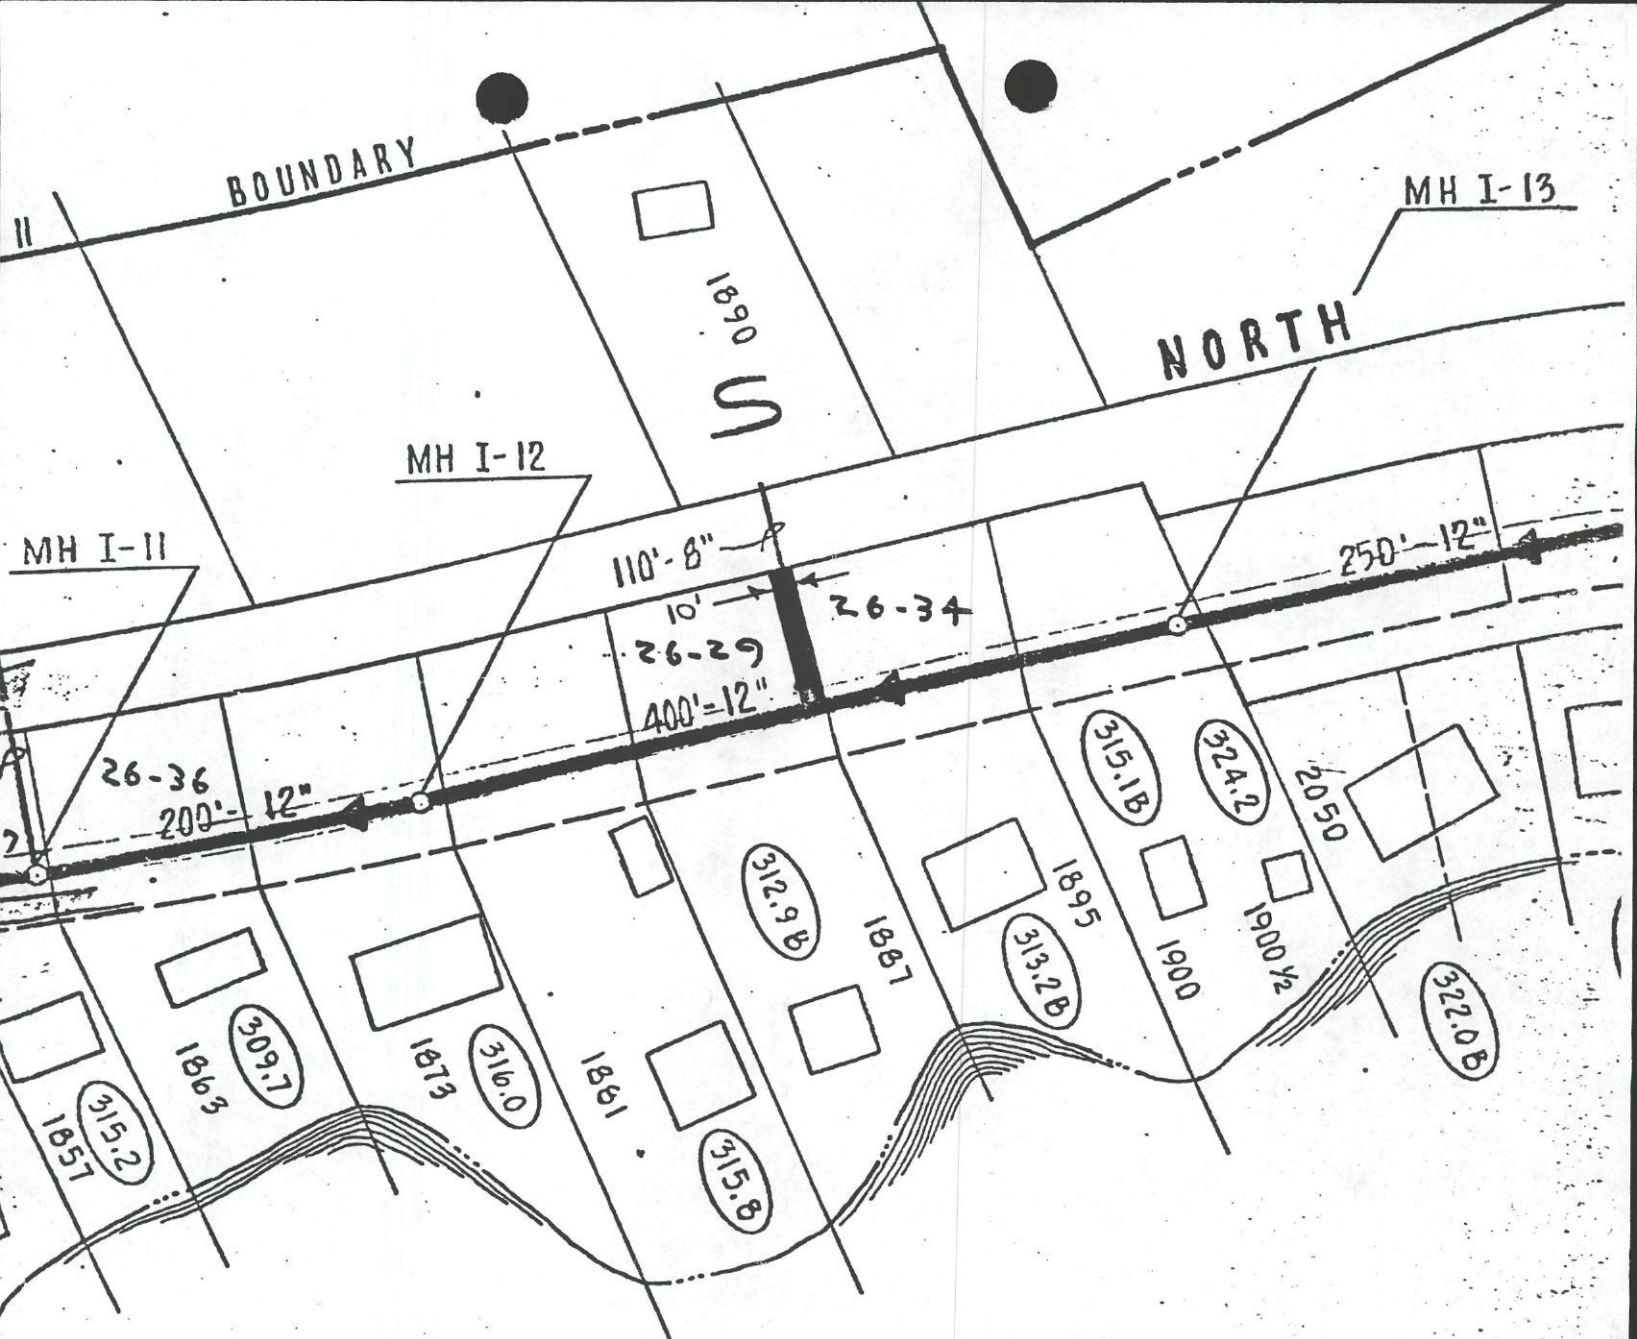 BOUNDARY
11
MH I-13
1890
NORTH
S
MH I-12
MH I-11
110'-8"
250'-12"
10'
26-34
26-29
400'-12"
26-36
200'-12"
315.1B
324.2
2050
312.9B
1895
1887
313.2B
1900
1900½
322.0B
309.7
1863
1873
316.0
1881
315.8
315.2
1857